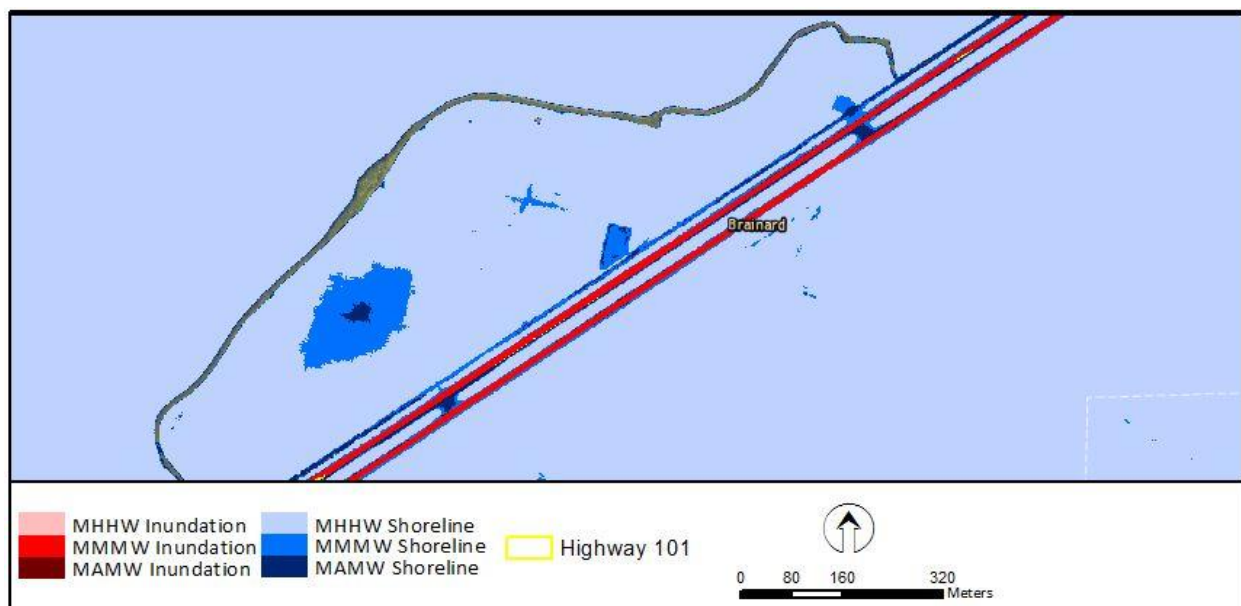 Brainard
MHHW Inundation
MMMW Inundation
MAMW Inundation
MHHW Shoreline
MMMW Shoreline
MAMW Shoreline
Highway 101
0 80 160 320
Meters